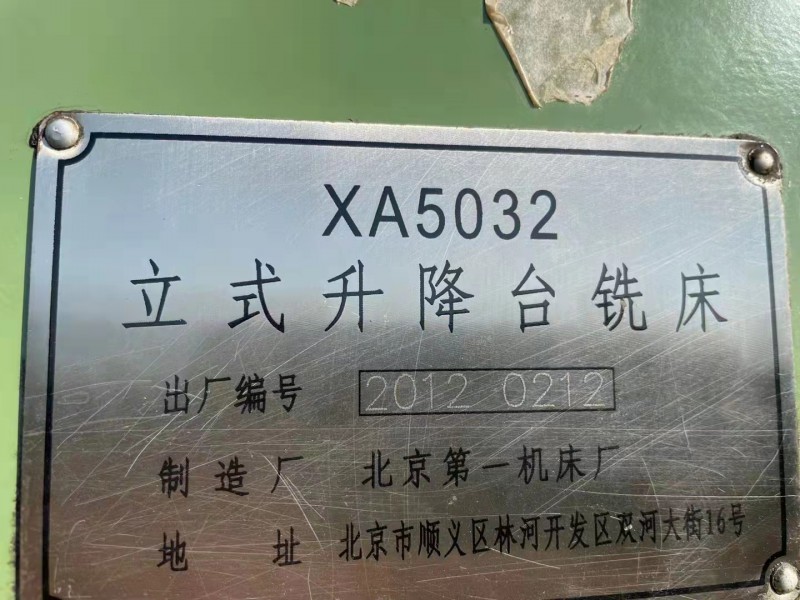 XA5032
立式升降台铣床
出厂编号 2012 0212
制造厂 北京第一机床厂
地址 北京市顺义区林河开发区双河大街16号